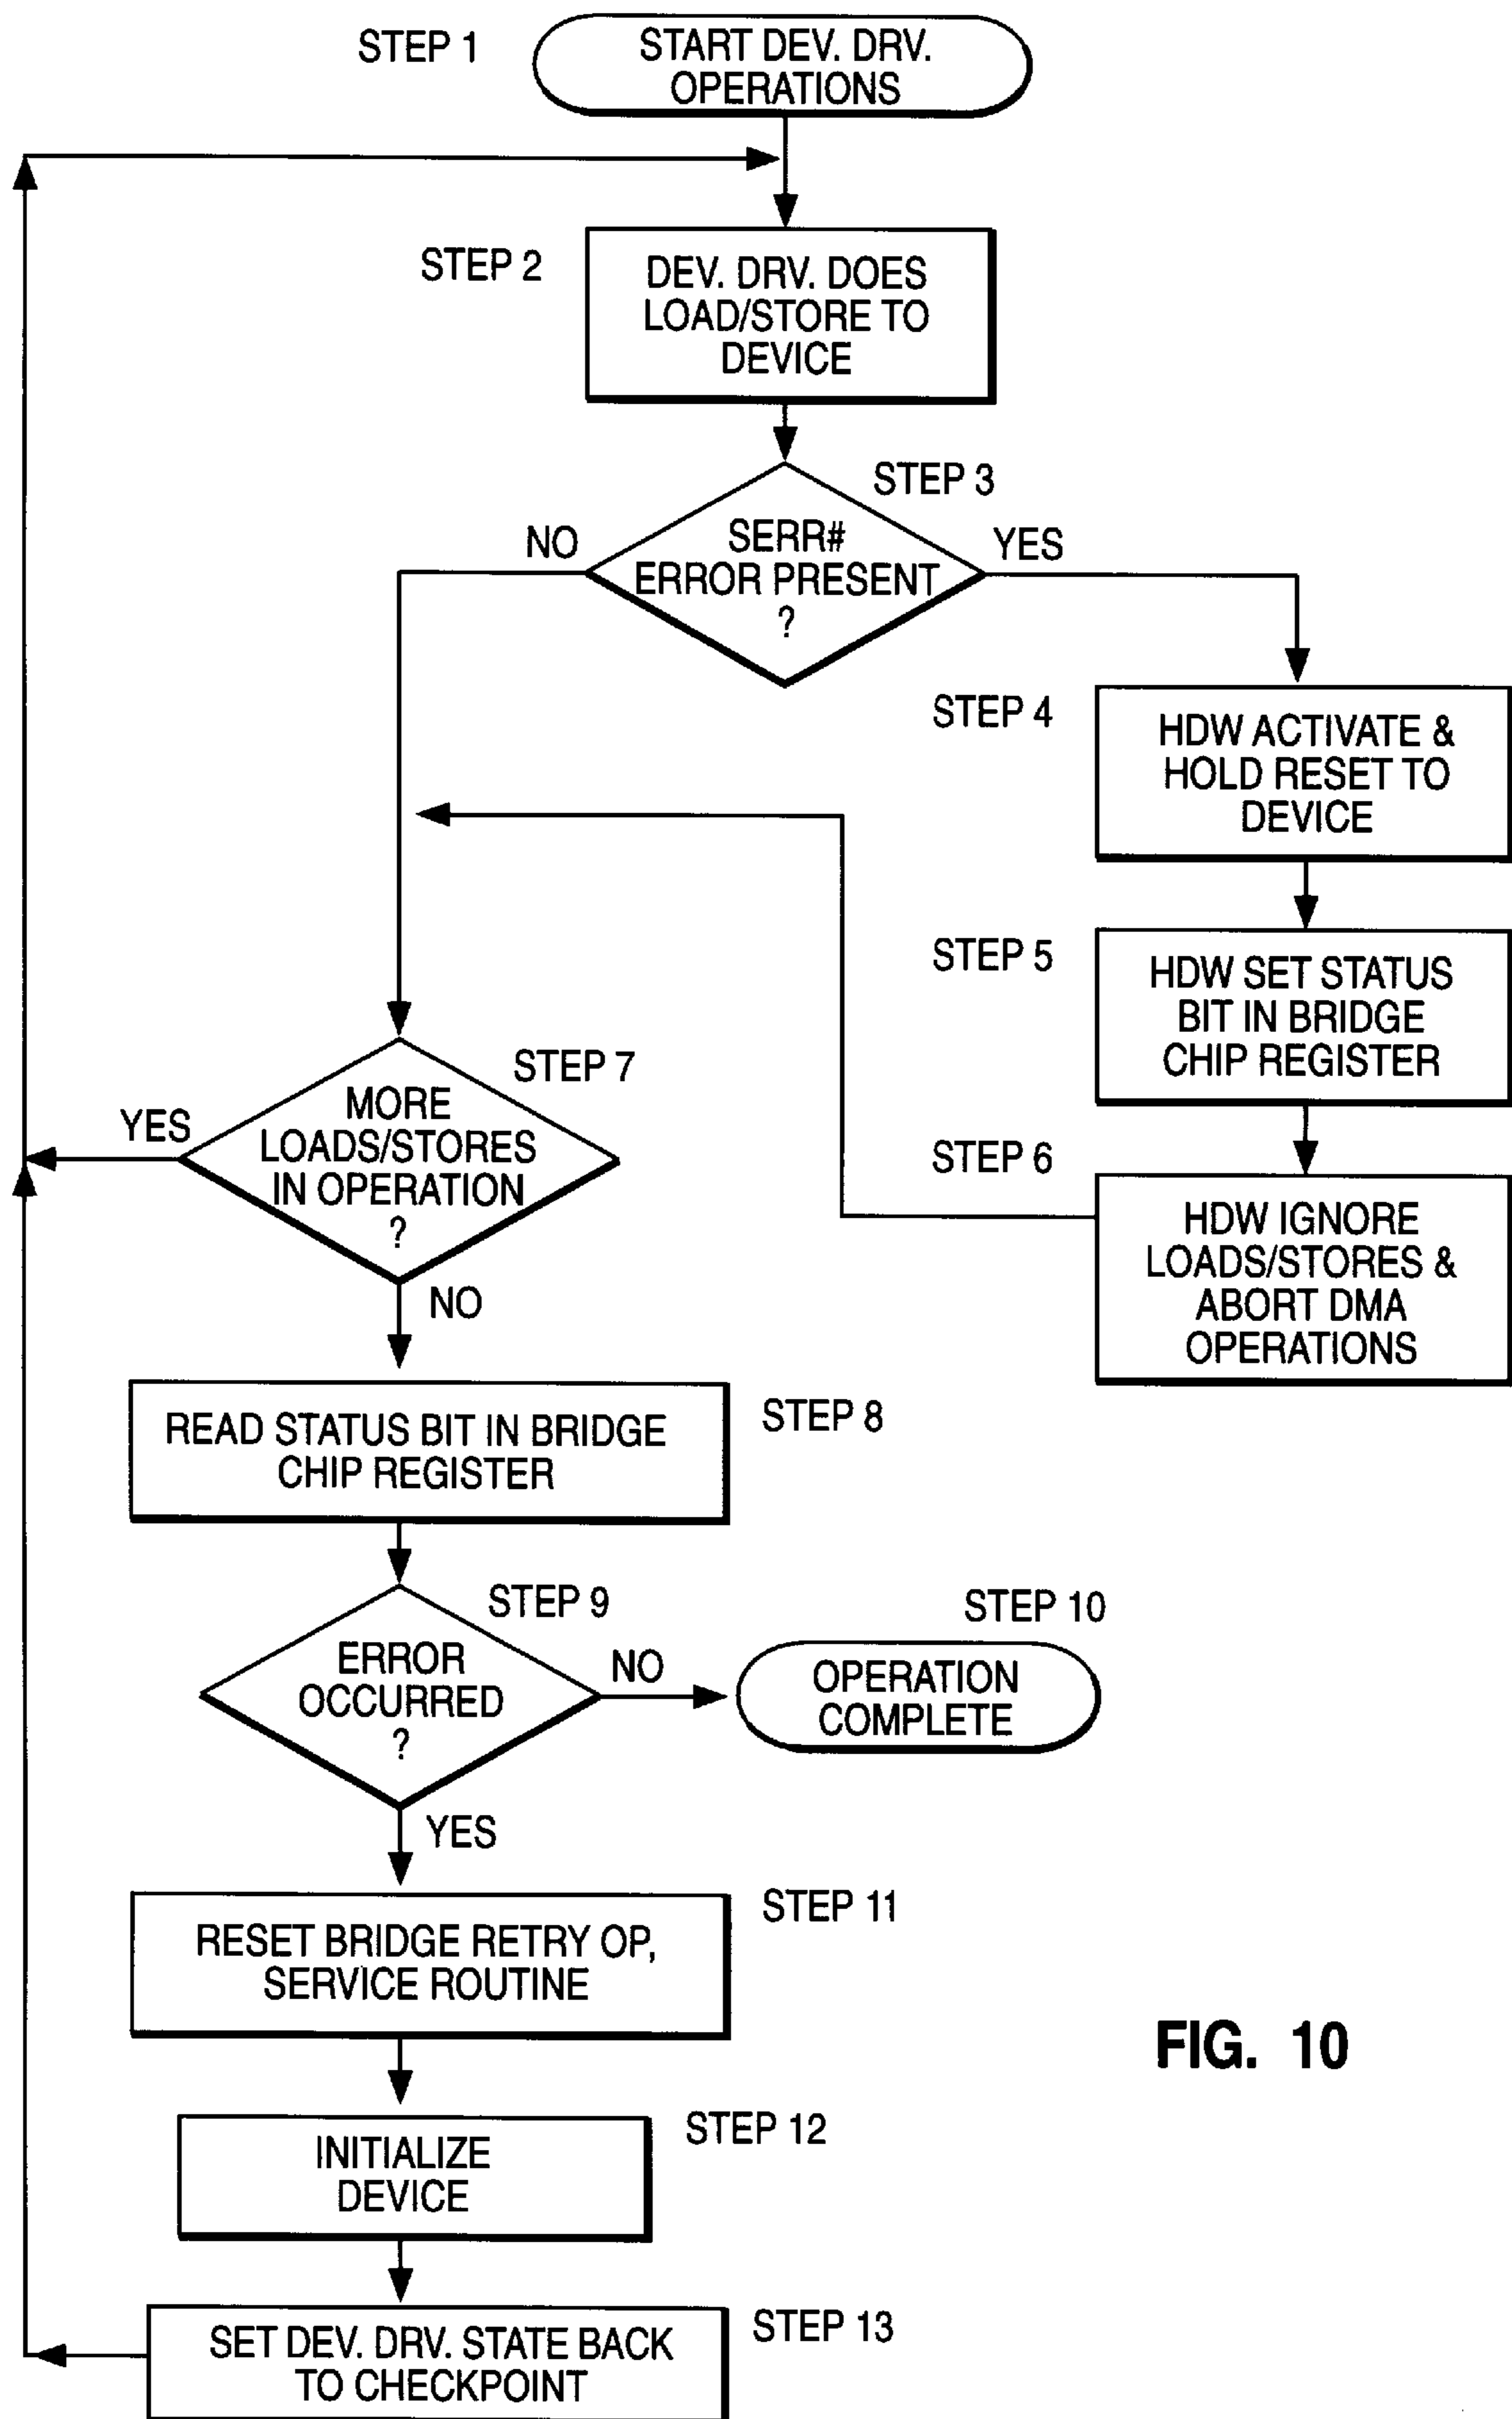 STEP 1
START DEV. DRV.
OPERATIONS
STEP 2
DEV. DRV. DOES
LOAD/STORE TO
DEVICE
STEP 3
NO
SERR#
ERROR PRESENT
?
YES
STEP 4
HDW ACTIVATE &
HOLD RESET TO
DEVICE
STEP 5
HDW SET STATUS
BIT IN BRIDGE
CHIP REGISTER
STEP 6
HDW IGNORE
LOADS/STORES &
ABORT DMA
OPERATIONS
STEP 7
YES
MORE
LOADS/STORES
IN OPERATION
?
NO
READ STATUS BIT IN BRIDGE
CHIP REGISTER
STEP 8
STEP 9
ERROR
OCCURRED
?
NO
STEP 10
OPERATION
COMPLETE
YES
STEP 11
RESET BRIDGE RETRY OP,
SERVICE ROUTINE
STEP 12
INITIALIZE
DEVICE
STEP 13
SET DEV. DRV. STATE BACK
TO CHECKPOINT
FIG. 10